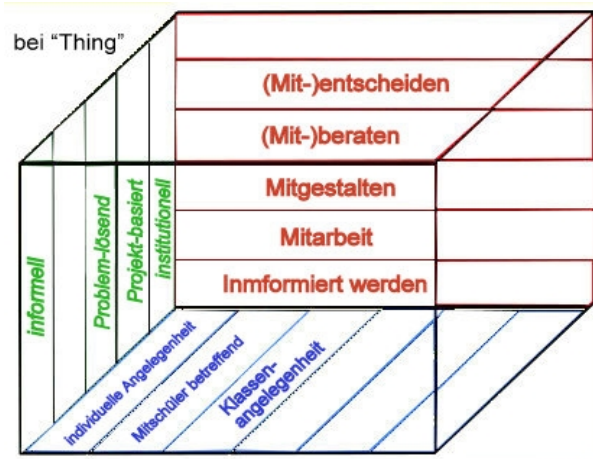 bei “Thing”
(Mit-)entscheiden
(Mit-)beraten
Mitgestalten
Mitarbeit
Inmformiert werden
informell
Problem-lösend
Projekt-basiert
institutionell
individuelle Angelegenheit
Mitschüler betreffend
Klassen-
angelegenheit